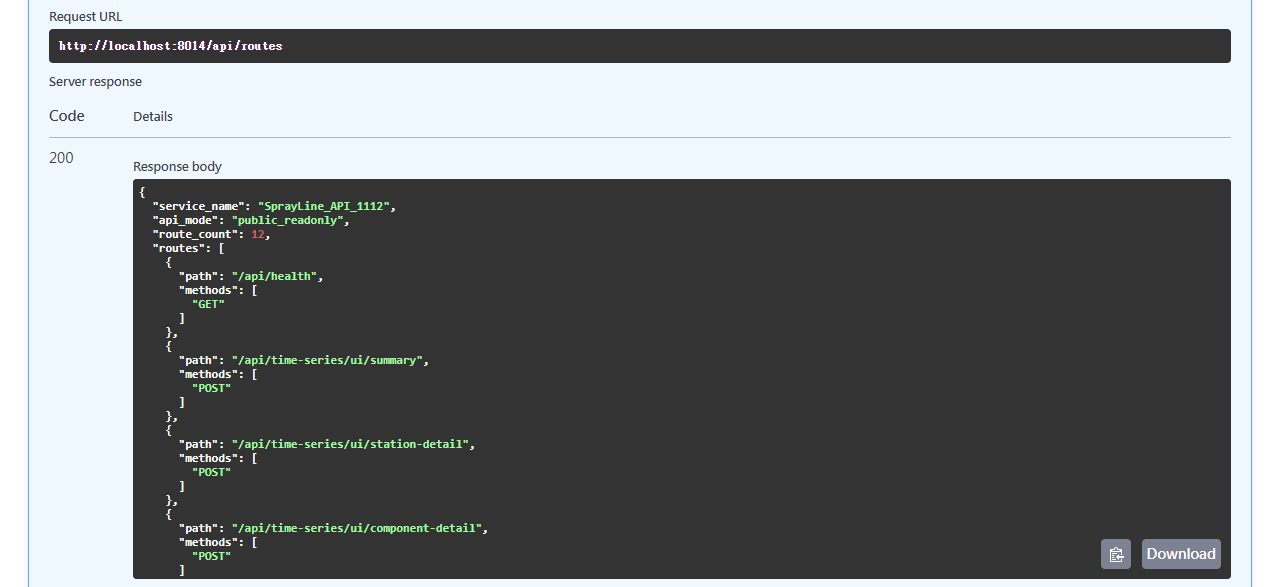 Request URL
http://localhost:8014/api/routes
Server response
Code Details
200
Response body
{
  "service_name": "SprayLine_API_1112",
  "api_mode": "public_readonly",
  "route_count": 12,
  "routes": [
    {
      "path": "/api/health",
      "methods": [
        "GET"
      ]
    },
    {
      "path": "/api/time-series/ui/summary",
      "methods": [
        "POST"
      ]
    },
    {
      "path": "/api/time-series/ui/station-detail",
      "methods": [
        "POST"
      ]
    },
    {
      "path": "/api/time-series/ui/component-detail",
      "methods": [
        "POST"
      ]
Download